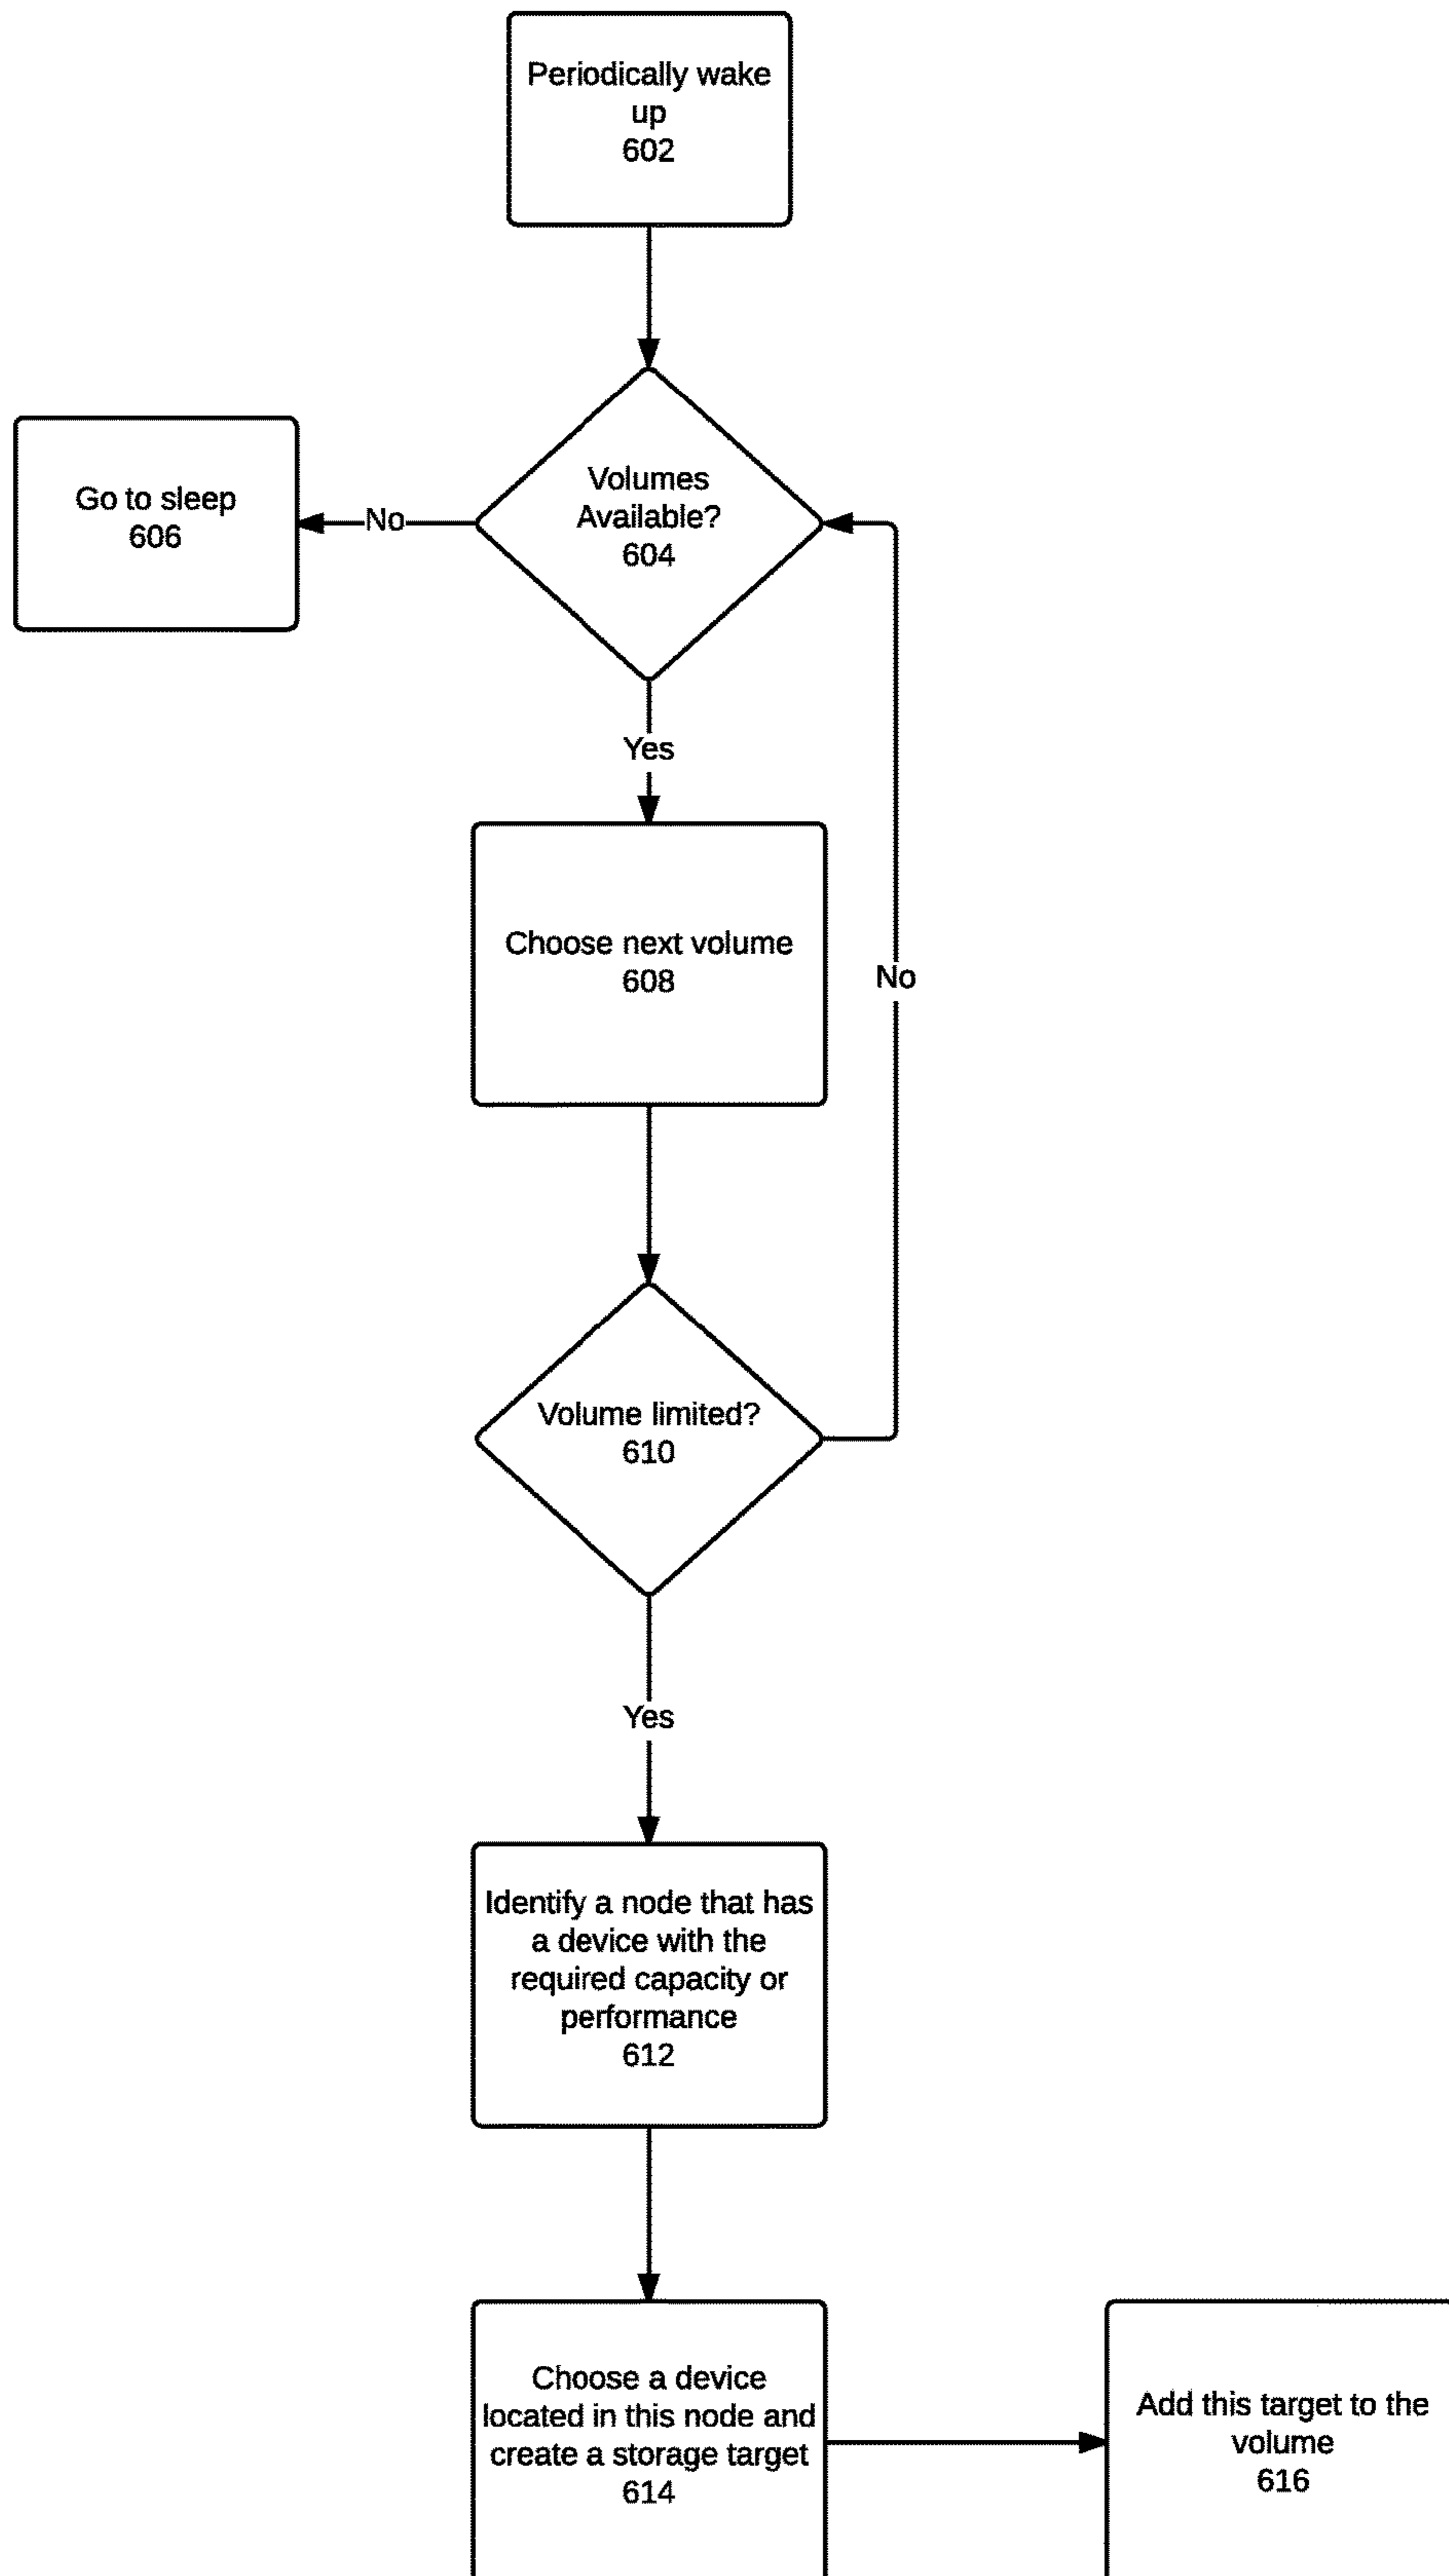 Periodically wake
up
602
Volumes
Available?
604
Go to sleep
606
No
Yes
Choose next volume
608
No
Volume limited?
610
Yes
Identify a node that has
a device with the
required capacity or
performance
612
Choose a device
located in this node and
create a storage target
614
Add this target to the
volume
616